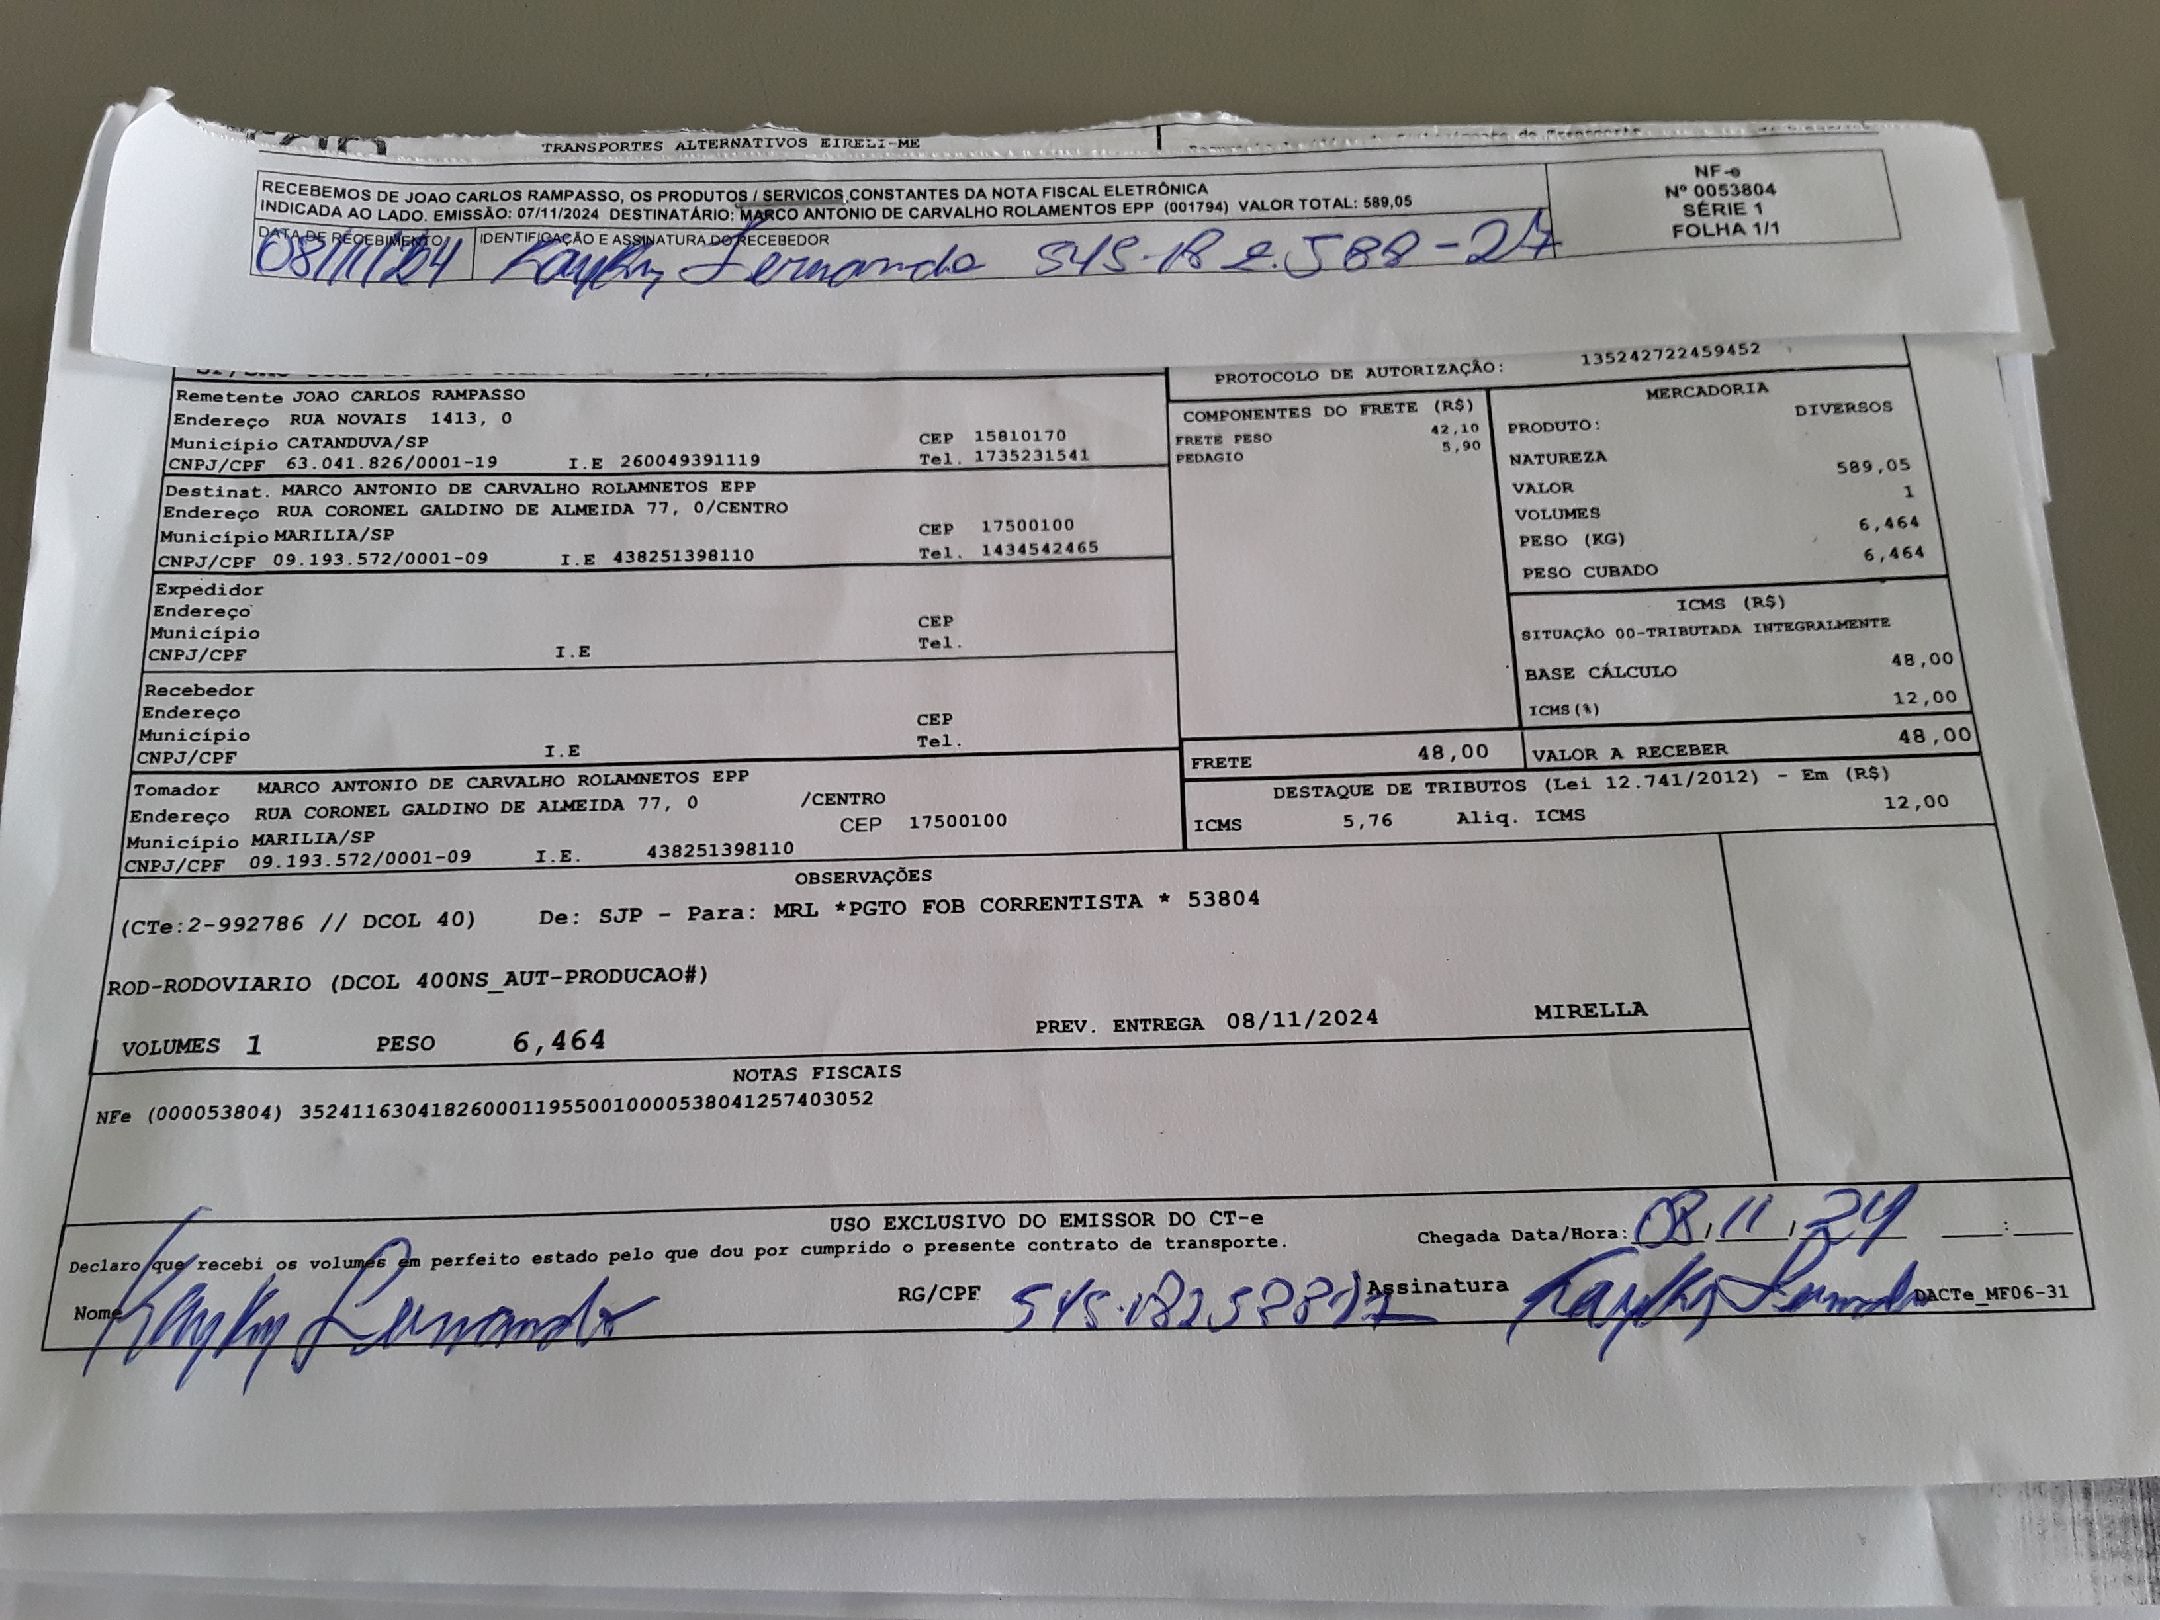 TRANSPORTES ALTERNATIVOS EIRELI-ME
RECEBEMOS DE JOAO CARLOS RAMPASSO, OS PRODUTOS / SERVICOS CONSTANTES DA NOTA FISCAL ELETRÔNICA
INDICADA AO LADO. EMISSÃO: 07/11/2024 DESTINATÁRIO: MARCO ANTONIO DE CARVALHO ROLAMENTOS EPP (001794) VALOR TOTAL: 589,05
NF-e
Nº 0053804
SÉRIE 1
FOLHA 1/1
DATA DE RECEBIMENTO
IDENTIFICAÇÃO E ASSINATURA DO RECEBEDOR
08/11/24 Kayky Fernando
PROTOCOLO DE AUTORIZAÇÃO: 135242722459452
Remetente JOAO CARLOS RAMPASSO
Endereço RUA NOVAIS 1413, 0
Município CATANDUVA/SP CEP 15810170
CNPJ/CPF 63.041.826/0001-19 I.E 260049391119 Tel. 1735231541
Destinat. MARCO ANTONIO DE CARVALHO ROLAMNETOS EPP
Endereço RUA CORONEL GALDINO DE ALMEIDA 77, 0/CENTRO
Município MARILIA/SP CEP 17500100
CNPJ/CPF 09.193.572/0001-09 I.E 438251398110 Tel. 1434542465
Expedidor
Endereço
Município CEP
CNPJ/CPF I.E Tel.
Recebedor
Endereço
Município CEP
CNPJ/CPF I.E Tel.
Tomador MARCO ANTONIO DE CARVALHO ROLAMNETOS EPP
Endereço RUA CORONEL GALDINO DE ALMEIDA 77, 0 /CENTRO
Município MARILIA/SP CEP 17500100
CNPJ/CPF 09.193.572/0001-09 I.E. 438251398110
COMPONENTES DO FRETE (R$)
FRETE PESO 42,10
PEDAGIO 5,90
MERCADORIA
PRODUTO: DIVERSOS
NATUREZA
VALOR 589,05
VOLUMES 1
PESO (KG) 6,464
PESO CUBADO 6,464
ICMS (R$)
SITUAÇÃO 00-TRIBUTADA INTEGRALMENTE
BASE CÁLCULO 48,00
ICMS(%) 12,00
FRETE 48,00 VALOR A RECEBER 48,00
DESTAQUE DE TRIBUTOS (Lei 12.741/2012) - Em (R$)
ICMS 5,76 Aliq. ICMS 12,00
OBSERVAÇÕES
(CTe:2-992786 // DCOL 40) De: SJP - Para: MRL *PGTO FOB CORRENTISTA * 53804
ROD-RODOVIARIO (DCOL 400NS_AUT-PRODUCAO#)
VOLUMES 1 PESO 6,464 PREV. ENTREGA 08/11/2024 MIRELLA
NOTAS FISCAIS
NFe (000053804) 35241163041826000119550010000538041257403052
USO EXCLUSIVO DO EMISSOR DO CT-e
Declaro que recebi os volumes em perfeito estado pelo que dou por cumprido o presente contrato de transporte.
Chegada Data/Hora: 08/11/24 __:__
Nome Kayky Fernando RG/CPF Assinatura Kayky Fernando DACTe_MF06-31